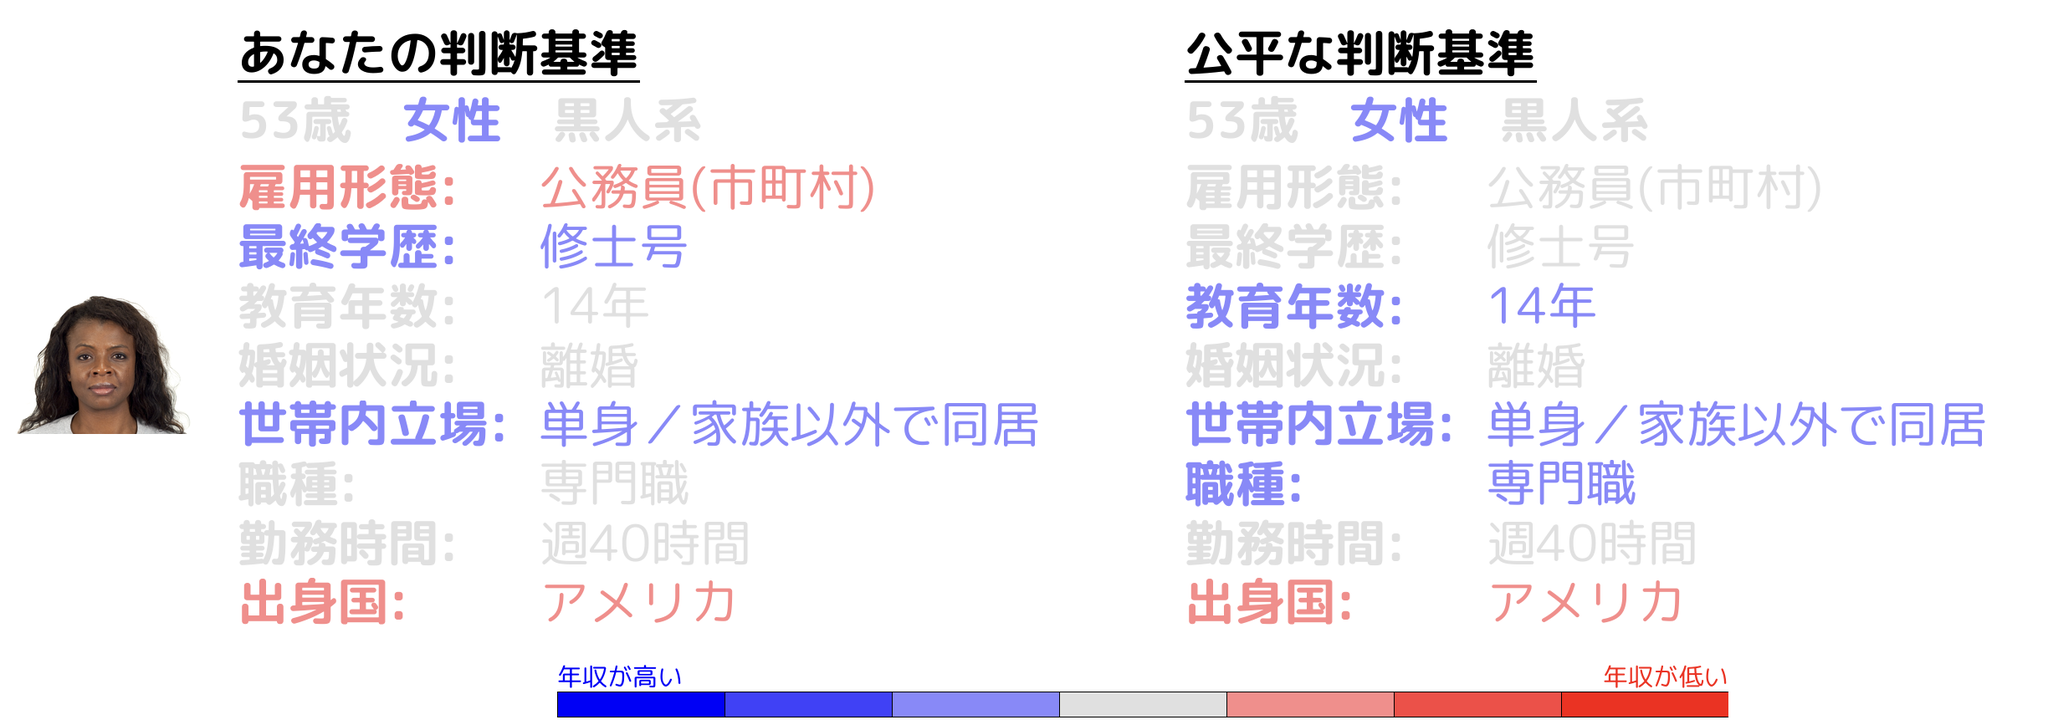 あなたの判断基準
53歳 女性 黒人系
雇用形態: 公務員(市町村)
最終学歴: 修士号
教育年数: 14年
婚姻状況: 離婚
世帯内立場: 単身／家族以外で同居
職種: 専門職
勤務時間: 週40時間
出身国: アメリカ
公平な判断基準
53歳 女性 黒人系
雇用形態: 公務員(市町村)
最終学歴: 修士号
教育年数: 14年
婚姻状況: 離婚
世帯内立場: 単身／家族以外で同居
職種: 専門職
勤務時間: 週40時間
出身国: アメリカ
年収が高い
年収が低い